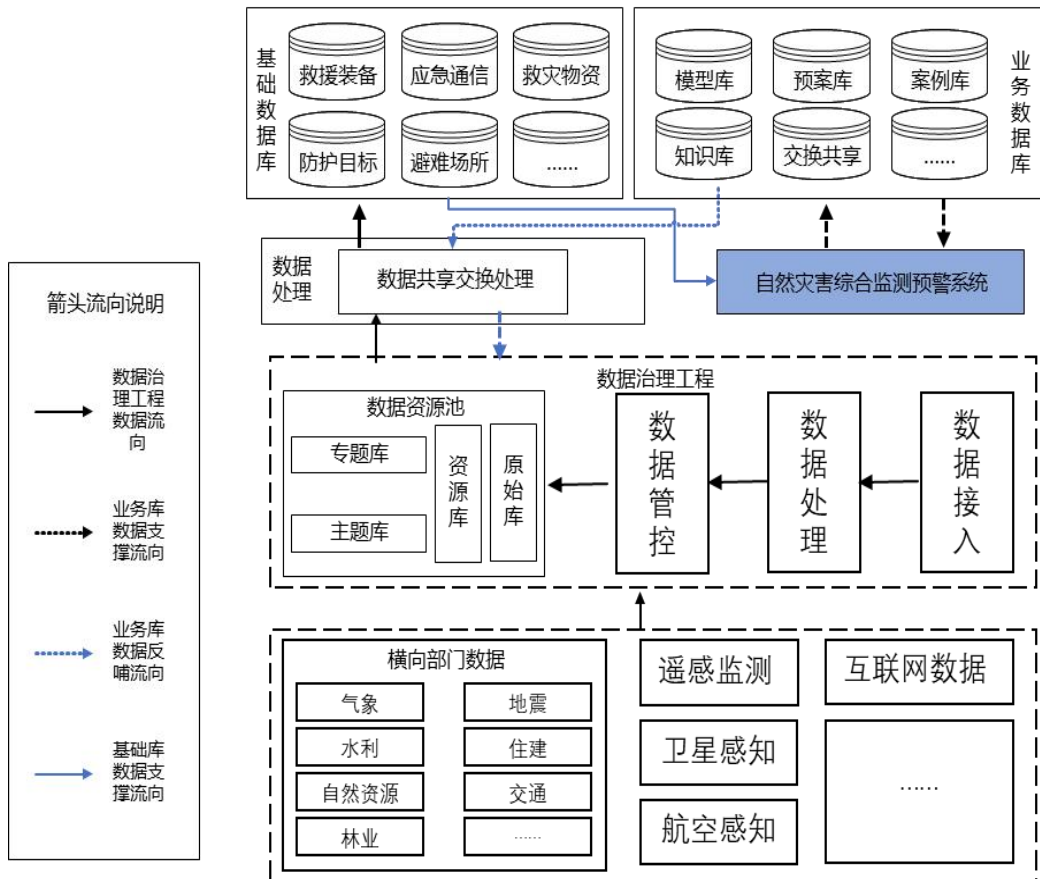 基础数据库
救援装备
应急通信
救灾物资
防护目标
避难场所
......
业务数据库
模型库
预案库
案例库
知识库
交换共享
......
数据
处理
数据共享交换处理
自然灾害综合监测预警系统
箭头流向说明
数据治
理工程
数据流
向
业务库
数据支
撑流向
业务库
数据反
哺流向
基础库
数据支
撑流向
数据治理工程
数据资源池
专题库
主题库
资源库
原始库
数据管控
数据处理
数据接入
横向部门数据
气象
地震
水利
住建
自然资源
交通
林业
......
遥感监测
互联网数据
卫星感知
航空感知
......